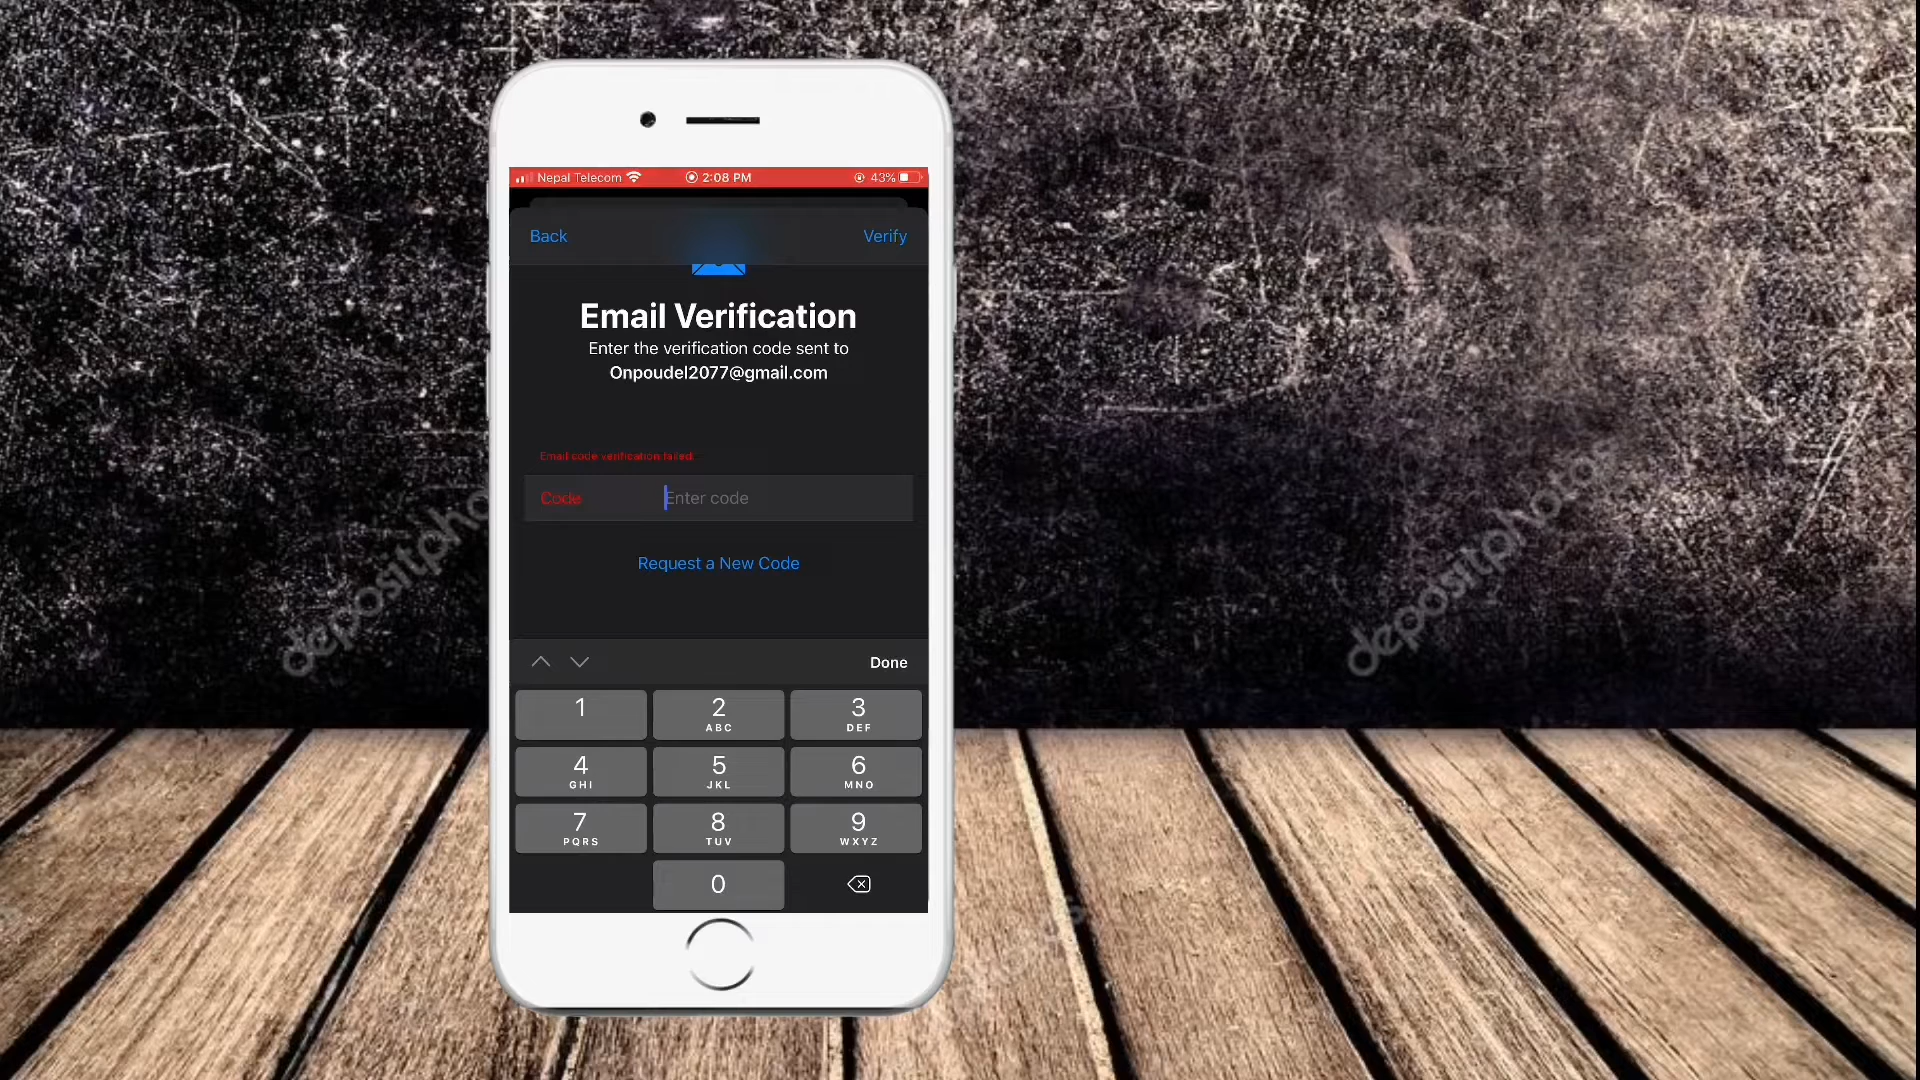 Nepal Telecom 2:08 PM 43%
Back Verify
Email Verification
Enter the verification code sent to
Onpoudel2077@gmail.com
Email code verification failed.
Code Enter code
Request a New Code
Done
1 2 3
ABC DEF
4 5 6
GHI JKL MNO
7 8 9
PQRS TUV WXYZ
0
depositphotos
depositphotos